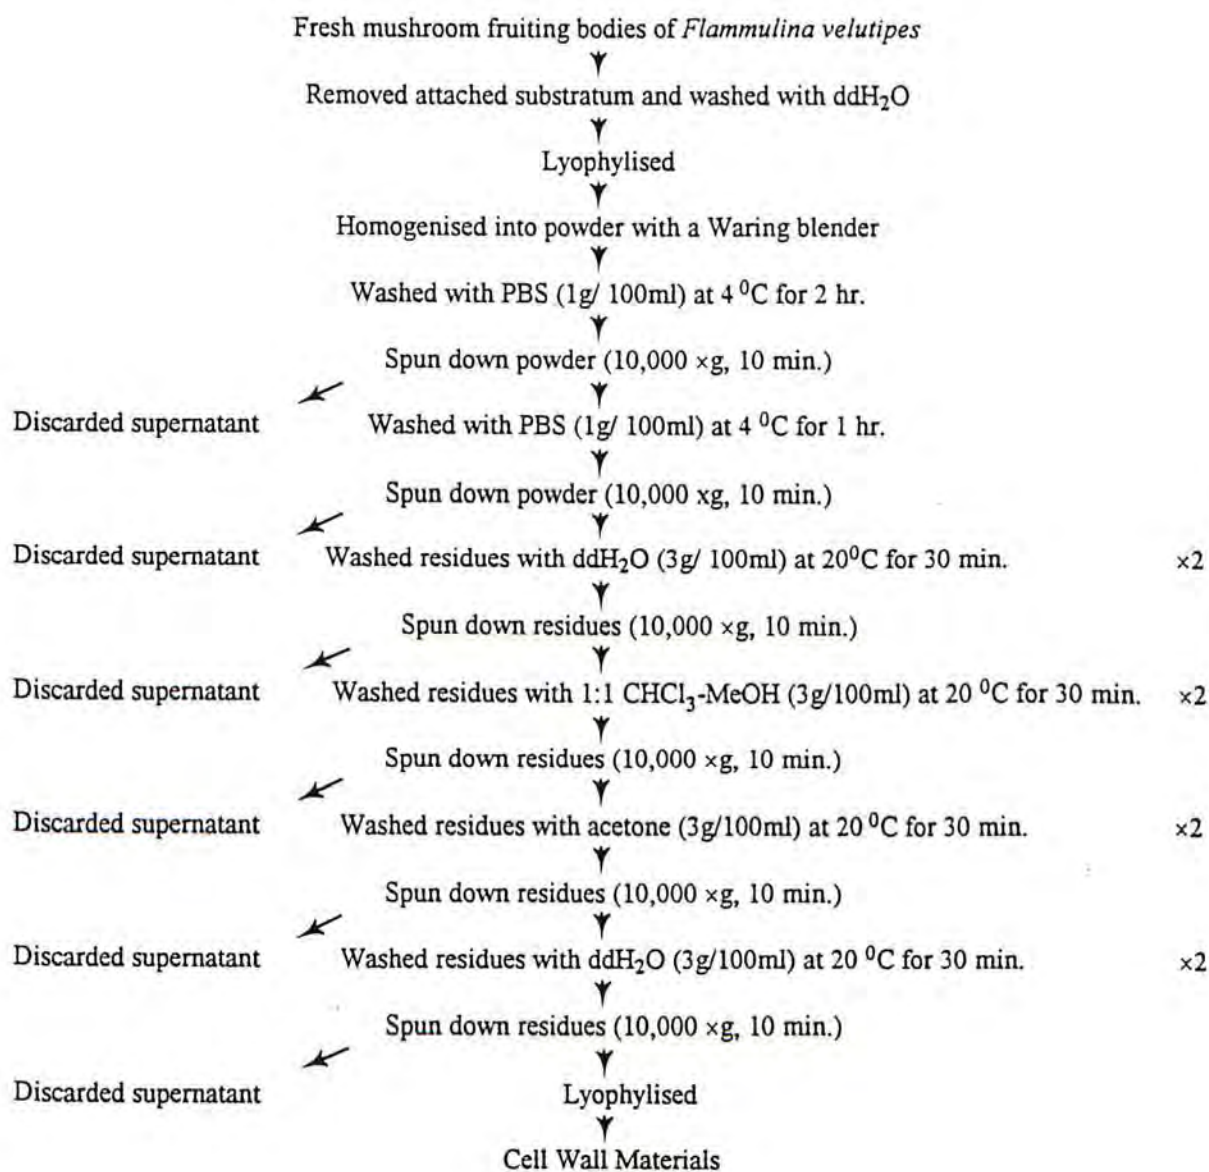 Fresh mushroom fruiting bodies of Flammulina velutipes
Removed attached substratum and washed with ddH₂O
Lyophylised
Homogenised into powder with a Waring blender
Washed with PBS (1g/ 100ml) at 4 ⁰C for 2 hr.
Spun down powder (10,000 ×g, 10 min.)
Discarded supernatant Washed with PBS (1g/ 100ml) at 4 ⁰C for 1 hr.
Spun down powder (10,000 xg, 10 min.)
Discarded supernatant Washed residues with ddH₂O (3g/ 100ml) at 20⁰C for 30 min. ×2
Spun down residues (10,000 ×g, 10 min.)
Discarded supernatant Washed residues with 1:1 CHCl₃-MeOH (3g/100ml) at 20 ⁰C for 30 min. ×2
Spun down residues (10,000 ×g, 10 min.)
Discarded supernatant Washed residues with acetone (3g/100ml) at 20 ⁰C for 30 min. ×2
Spun down residues (10,000 ×g, 10 min.)
Discarded supernatant Washed residues with ddH₂O (3g/100ml) at 20 ⁰C for 30 min. ×2
Spun down residues (10,000 ×g, 10 min.)
Discarded supernatant Lyophylised
Cell Wall Materials